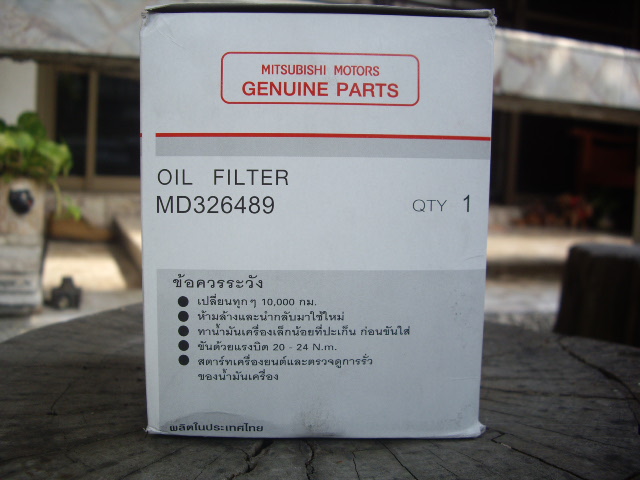 MITSUBISHI MOTORS
GENUINE PARTS
OIL FILTER
MD326489 QTY 1
ข้อควรระวัง
● เปลี่ยนทุกๆ 10,000 กม.
● ห้ามล้างและนำกลับมาใช้ใหม่
● ทาน้ำมันเครื่องเล็กน้อยที่ปะเก็น ก่อนขันใส่
● ขันด้วยแรงบิด 20 - 24 N.m.
● สตาร์ทเครื่องยนต์และตรวจดูการรั่ว
ของน้ำมันเครื่อง
ผลิตในประเทศไทย